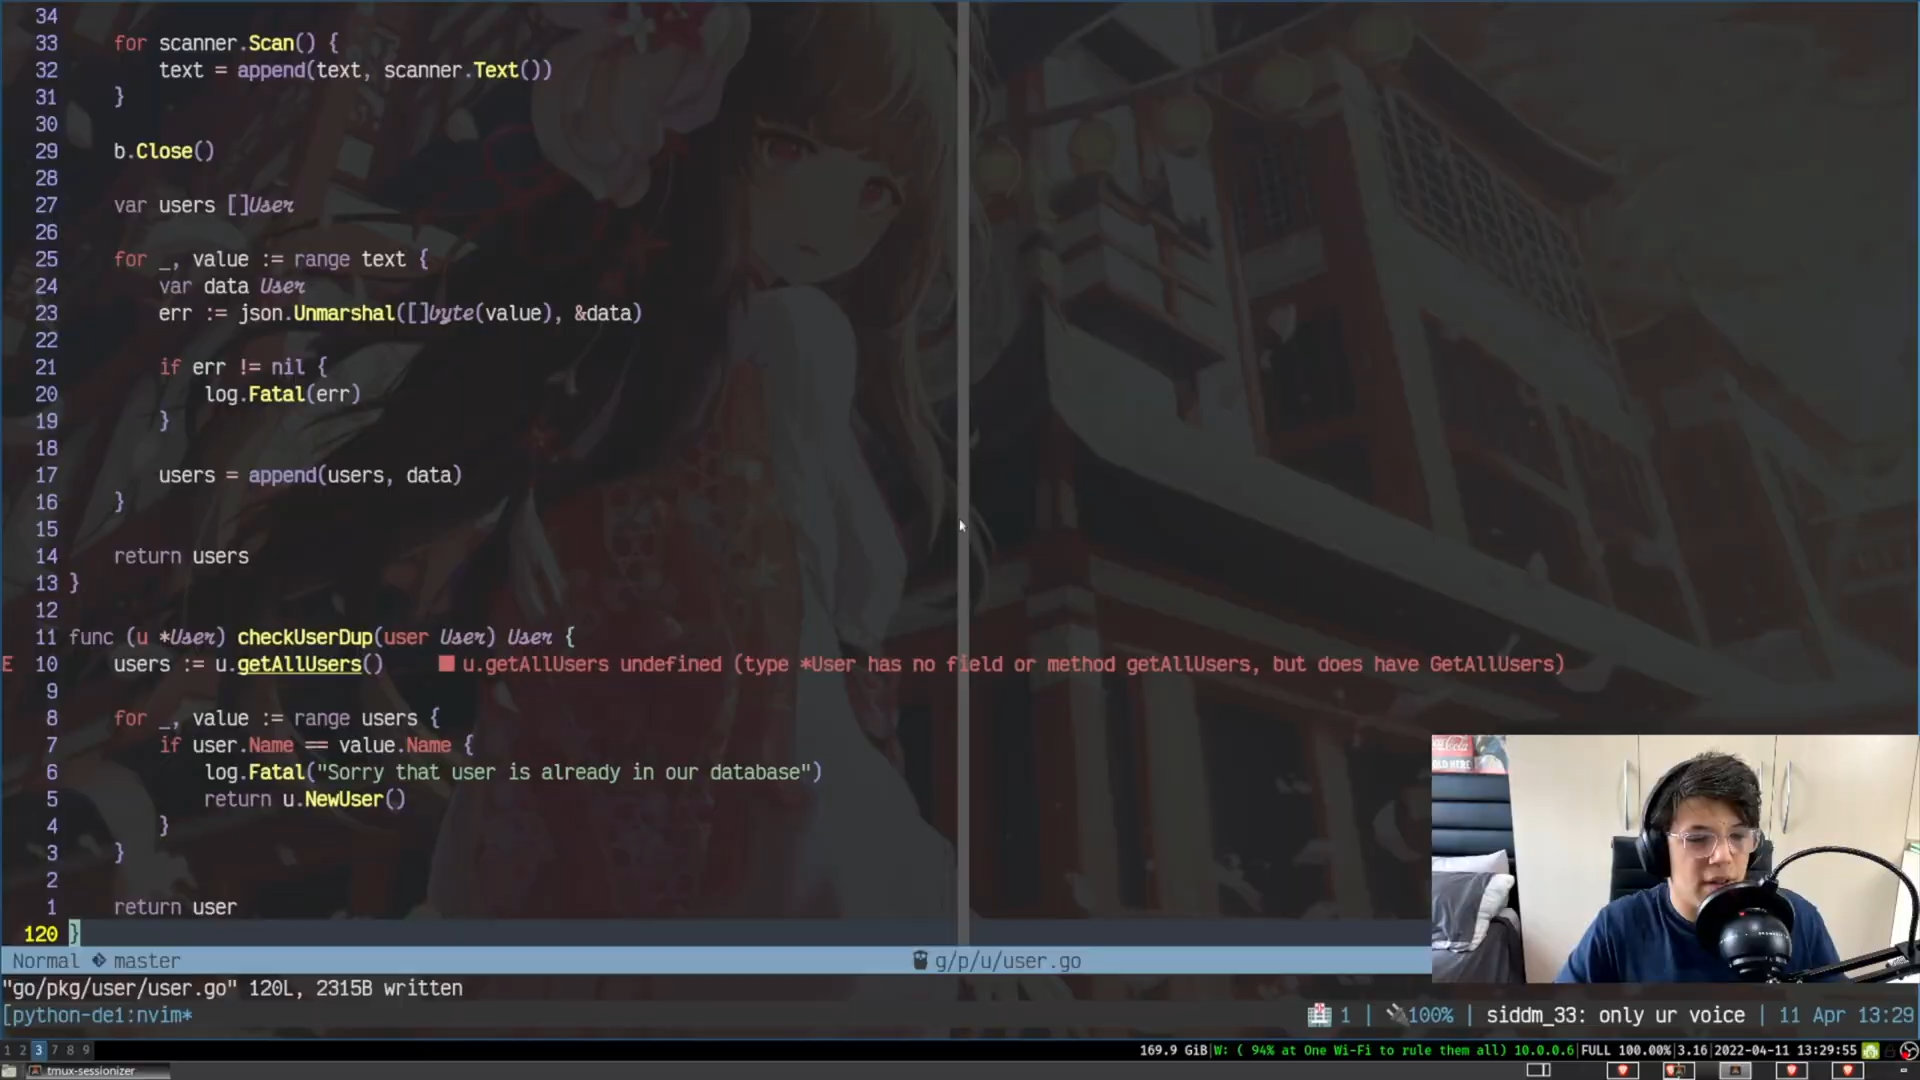 34
33 for scanner.Scan() {
32 text = append(text, scanner.Text())
31 }
30
29 b.Close()
28
27 var users []User
26
25 for _, value := range text {
24 var data User
23 err := json.Unmarshal([]byte(value), &data)
22
21 if err != nil {
20 log.Fatal(err)
19 }
18
17 users = append(users, data)
16 }
15
14 return users
13 }
12
11 func (u *User) checkUserDup(user User) User {
E 10 users := u.getAllUsers() ■ u.getAllUsers undefined (type *User has no field or method getAllUsers, but does have GetAllUsers)
9
8 for _, value := range users {
7 if user.Name == value.Name {
6 log.Fatal("Sorry that user is already in our database")
5 return u.NewUser()
4 }
3 }
2
1 return user
120 }
Normal master g/p/u/user.go
"go/pkg/user/user.go" 120L, 2315B written
[python-de1:nvim* 1 | 100% | siddm_33: only ur voice | 11 Apr 13:29
1 2 3 7 8 9 169.9 GiB|W: ( 94% at One Wi-Fi to rule them all) 10.0.0.6|FULL 100.00%|3.16|2022-04-11 13:29:55
tmux-sessionizer